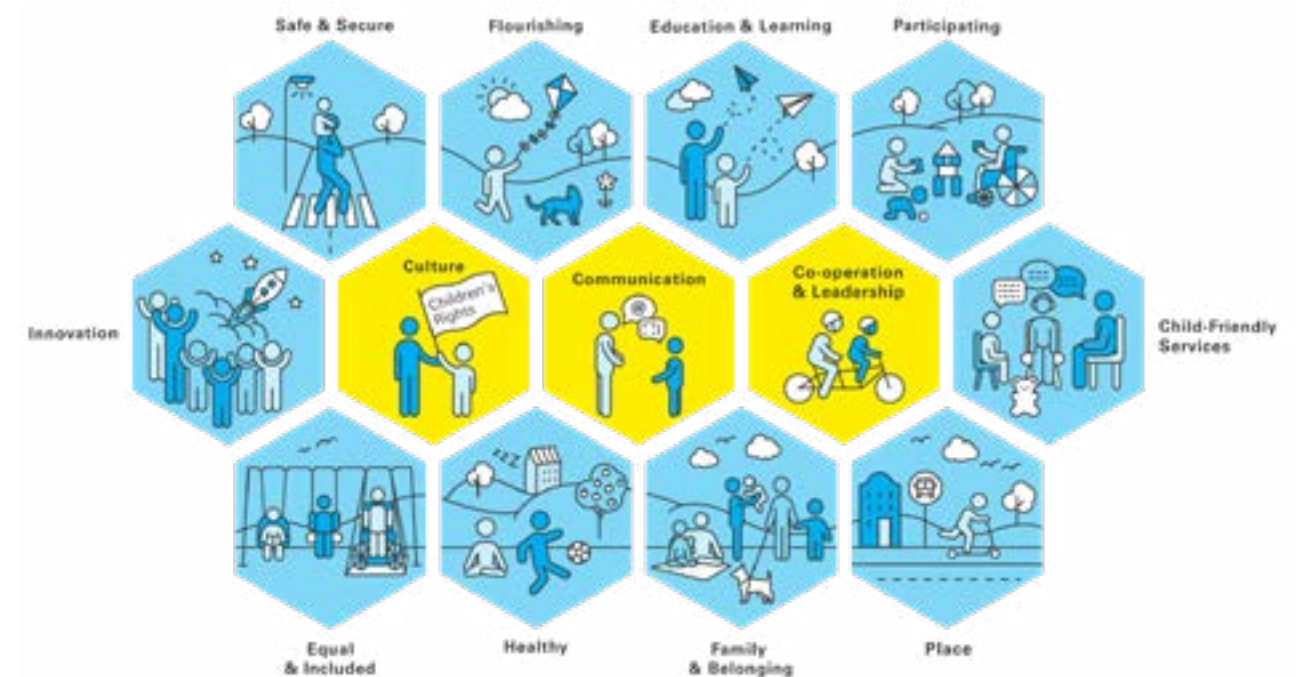 Safe & Secure
Flourishing
Education & Learning
Participating
Innovation
Culture
Children's
Rights
Communication
Co-operation
& Leadership
Child-Friendly
Services
zzZ
Equal
& Included
Healthy
Family
& Belonging
Place